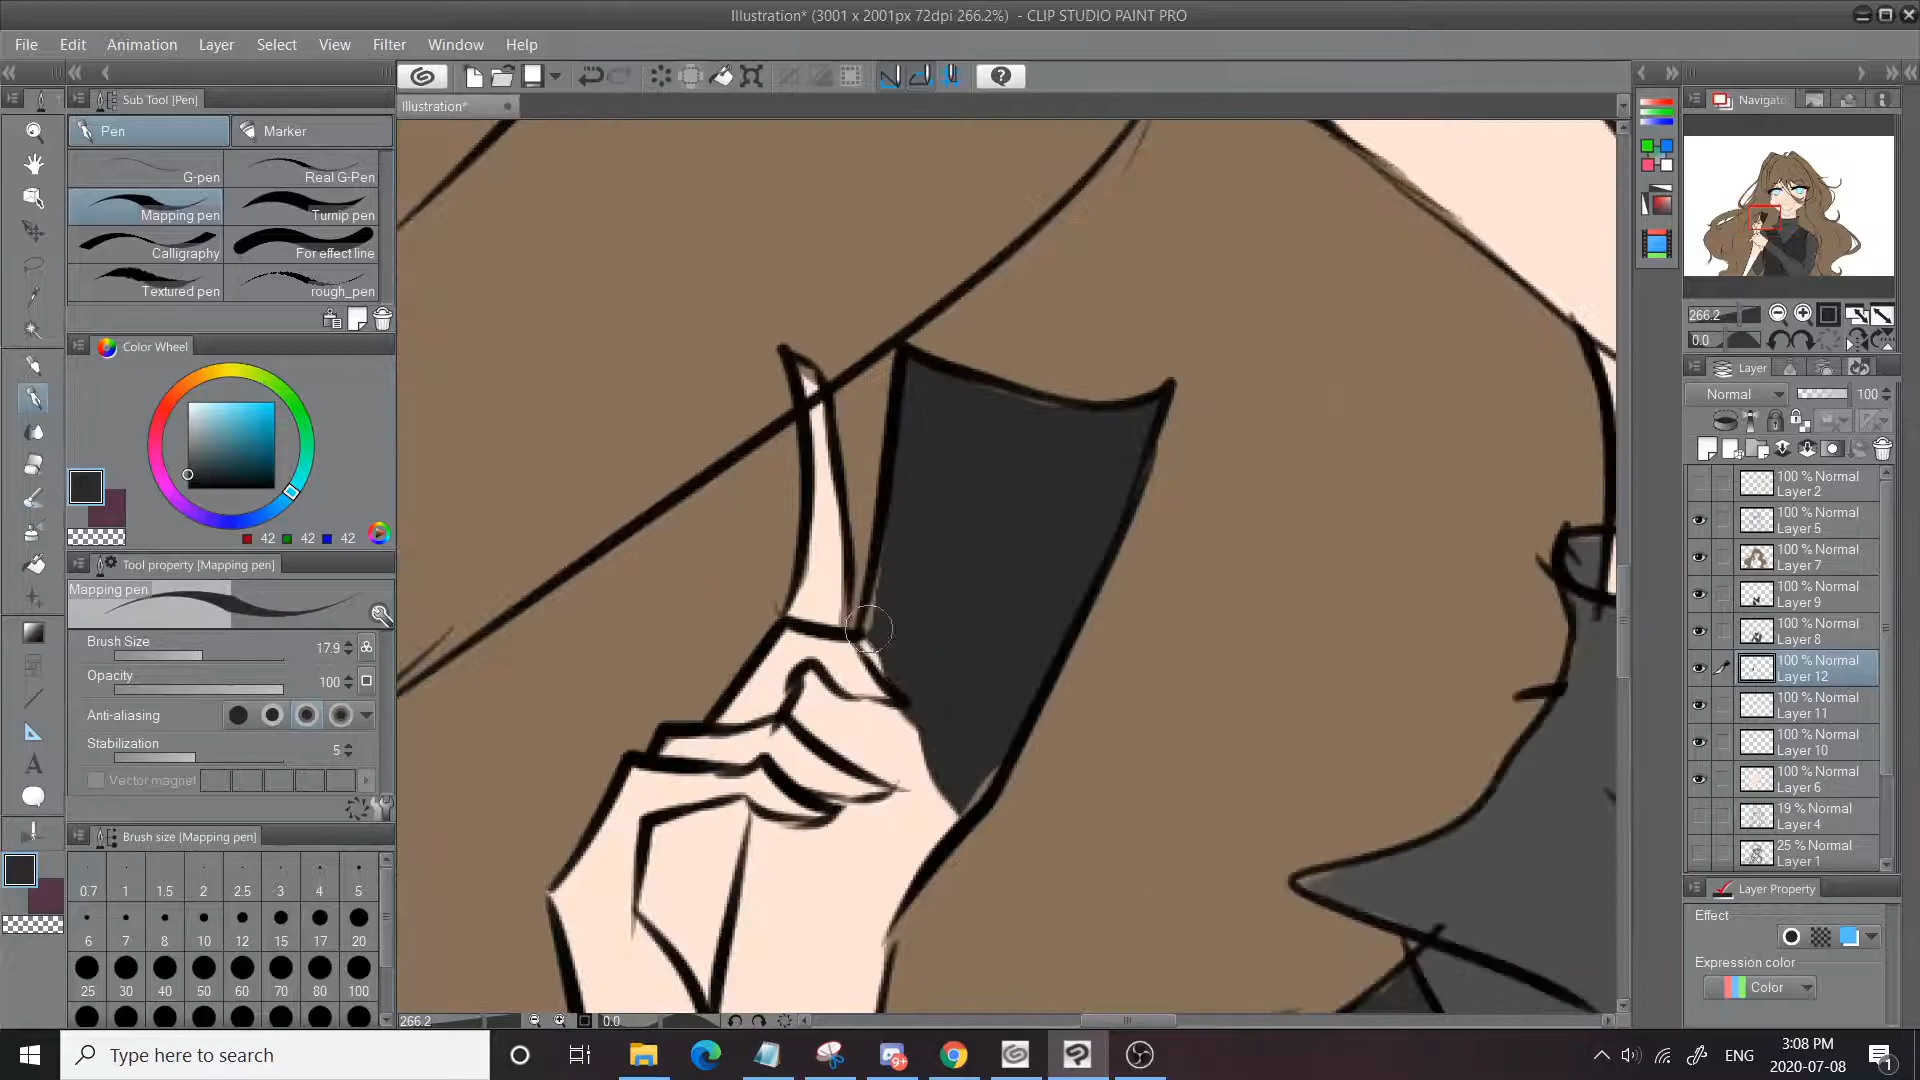 Illustration* (3001 x 2001px 72dpi 266.2%) - CLIP STUDIO PAINT PRO
File Edit Animation Layer Select View Filter Window Help
Sub Tool [Pen]
Illustration*
Navigato
Pen Marker
G-pen Real G-Pen
Mapping pen Turnip pen
Calligraphy For effect line
Textured pen rough_pen
Color Wheel
42 42 42
Tool property [Mapping pen]
Mapping pen
Brush Size 17.9
Opacity 100
Anti-aliasing
Stabilization 5
Vector magnet
Brush size [Mapping pen]
0.7 1 1.5 2 2.5 3 4 5
6 7 8 10 12 15 17 20
25 30 40 50 60 70 80 100
266.2 0.0
266.2
0.0
Layer
Normal 100
100 % Normal
Layer 2
100 % Normal
Layer 5
100 % Normal
Layer 7
100 % Normal
Layer 9
100 % Normal
Layer 8
100 % Normal
Layer 12
100 % Normal
Layer 11
100 % Normal
Layer 10
100 % Normal
Layer 6
19 % Normal
Layer 4
25 % Normal
Layer 1
Layer Property
Effect
Expression color
Color
Type here to search
9+
ENG
3:08 PM
2020-07-08
1